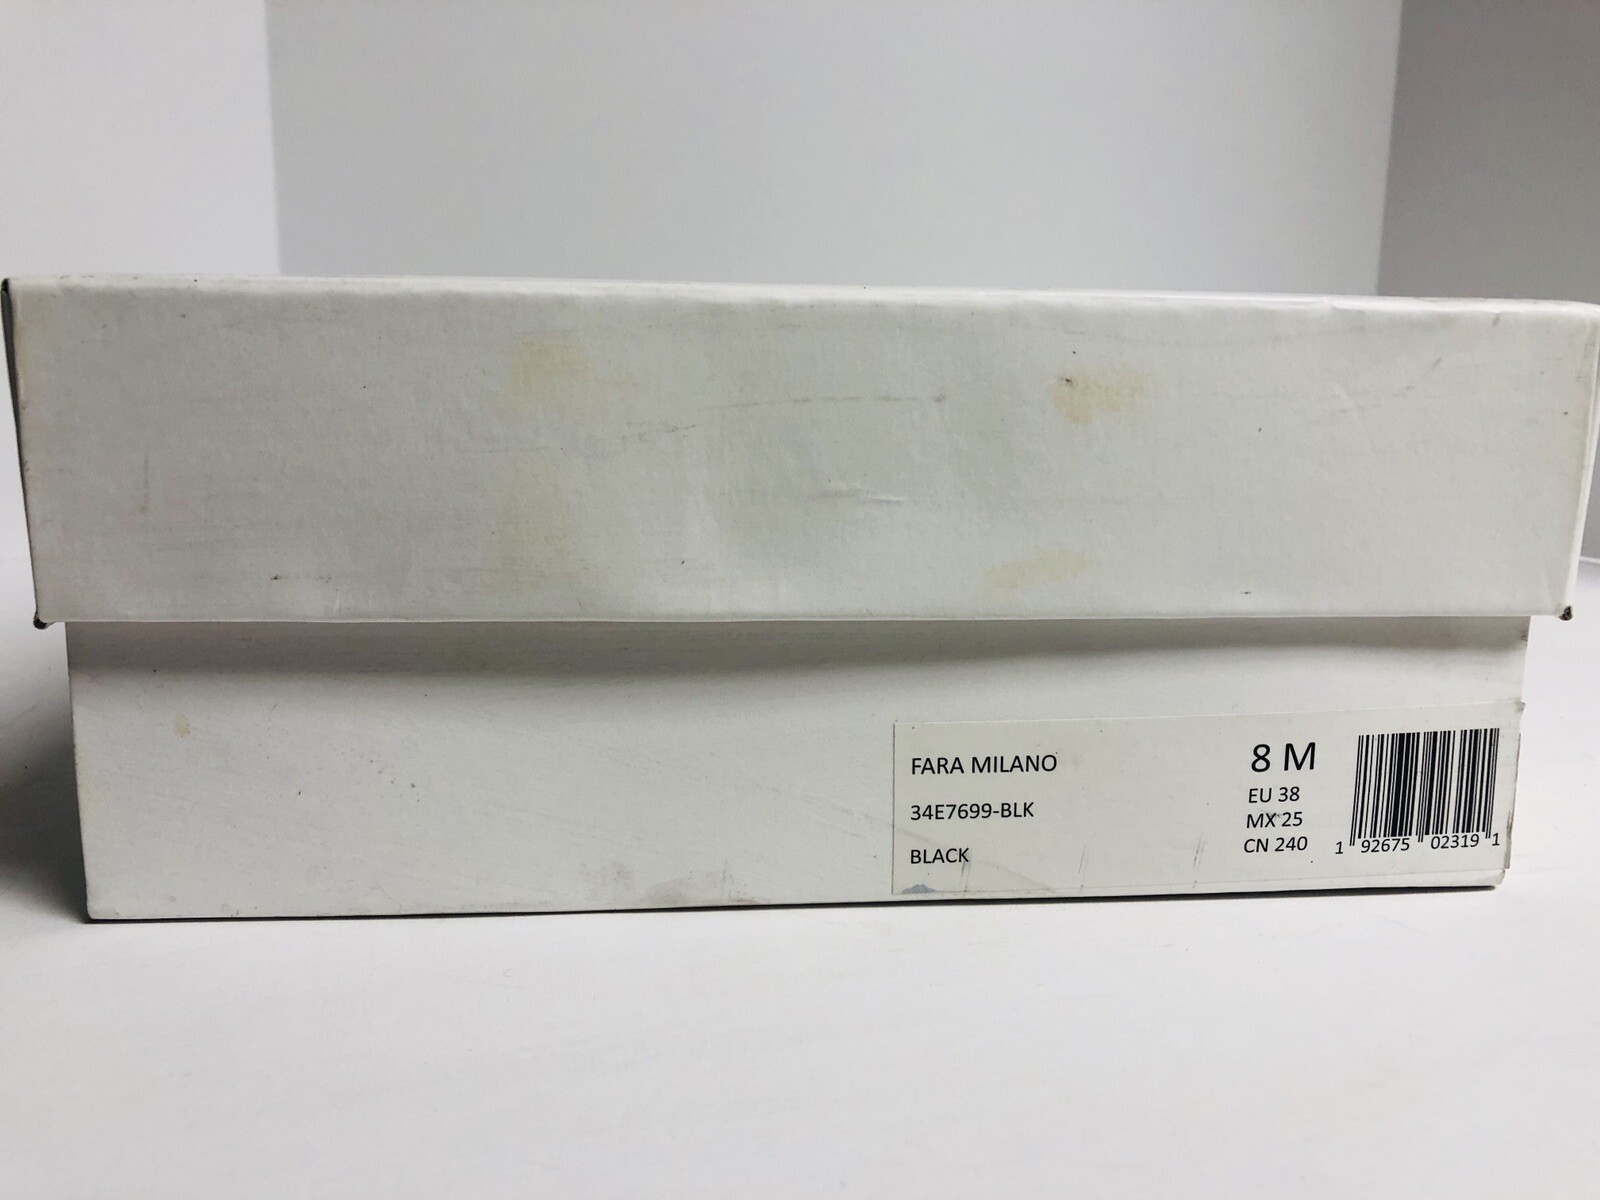 FARA MILANO
34E7699-BLK
BLACK
8 M
EU 38
MX 25
CN 240
1 92675 02319 1